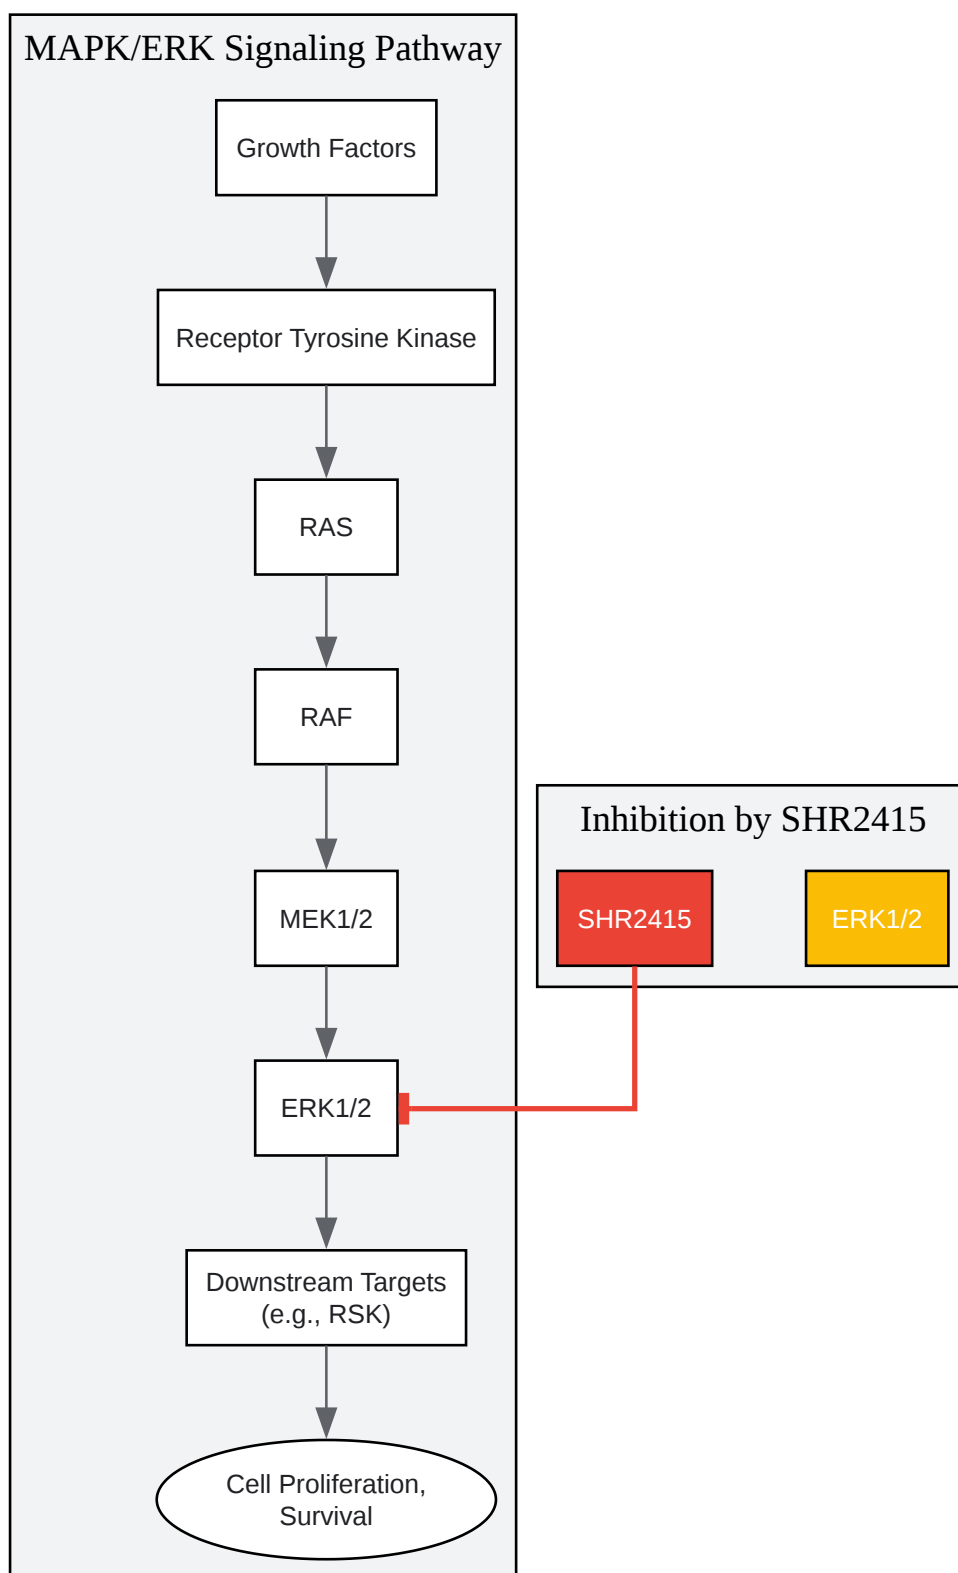 MAPK/ERK Signaling Pathway
Growth Factors
Receptor Tyrosine Kinase
RAS
RAF
MEK1/2
ERK1/2
Downstream Targets
(e.g., RSK)
Cell Proliferation,
Survival
Inhibition by SHR2415
SHR2415
ERK1/2